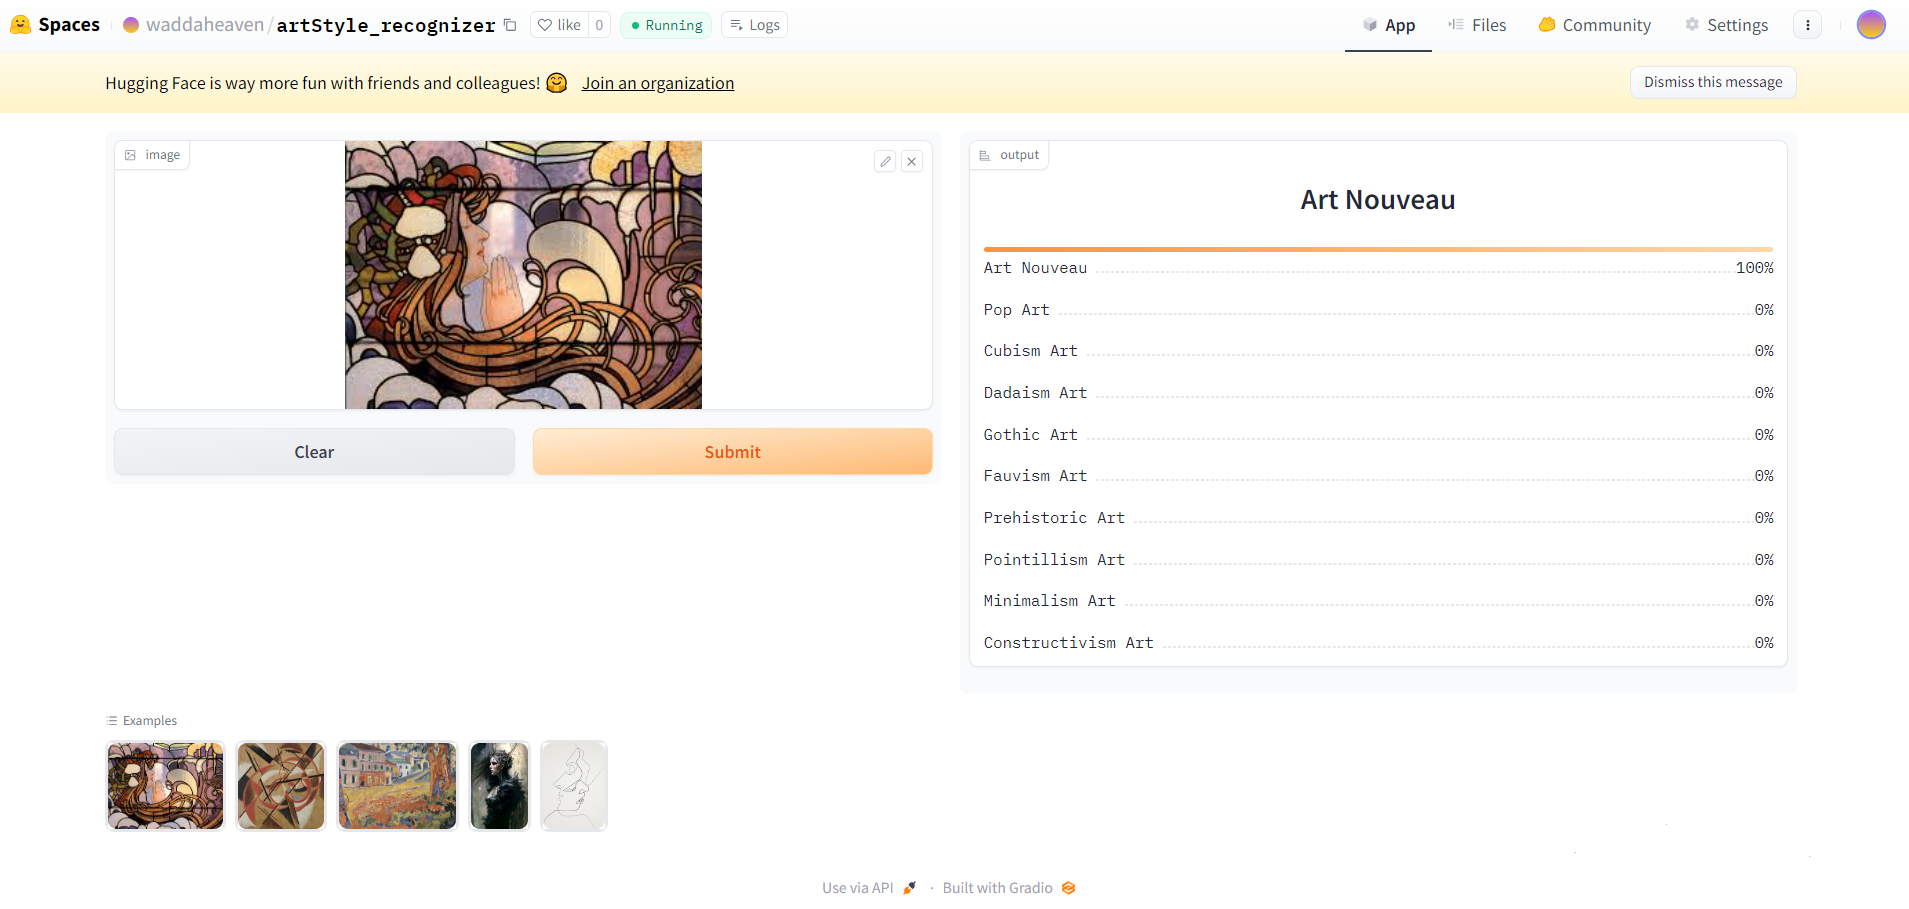 Spaces waddaheaven / artStyle_recognizer like 0 Running Logs App Files Community Settings
Hugging Face is way more fun with friends and colleagues! 🤗 Join an organization Dismiss this message
image
Clear Submit
output
Art Nouveau
Art Nouveau 100%
Pop Art 0%
Cubism Art 0%
Dadaism Art 0%
Gothic Art 0%
Fauvism Art 0%
Prehistoric Art 0%
Pointillism Art 0%
Minimalism Art 0%
Constructivism Art 0%
Examples
Use via API · Built with Gradio